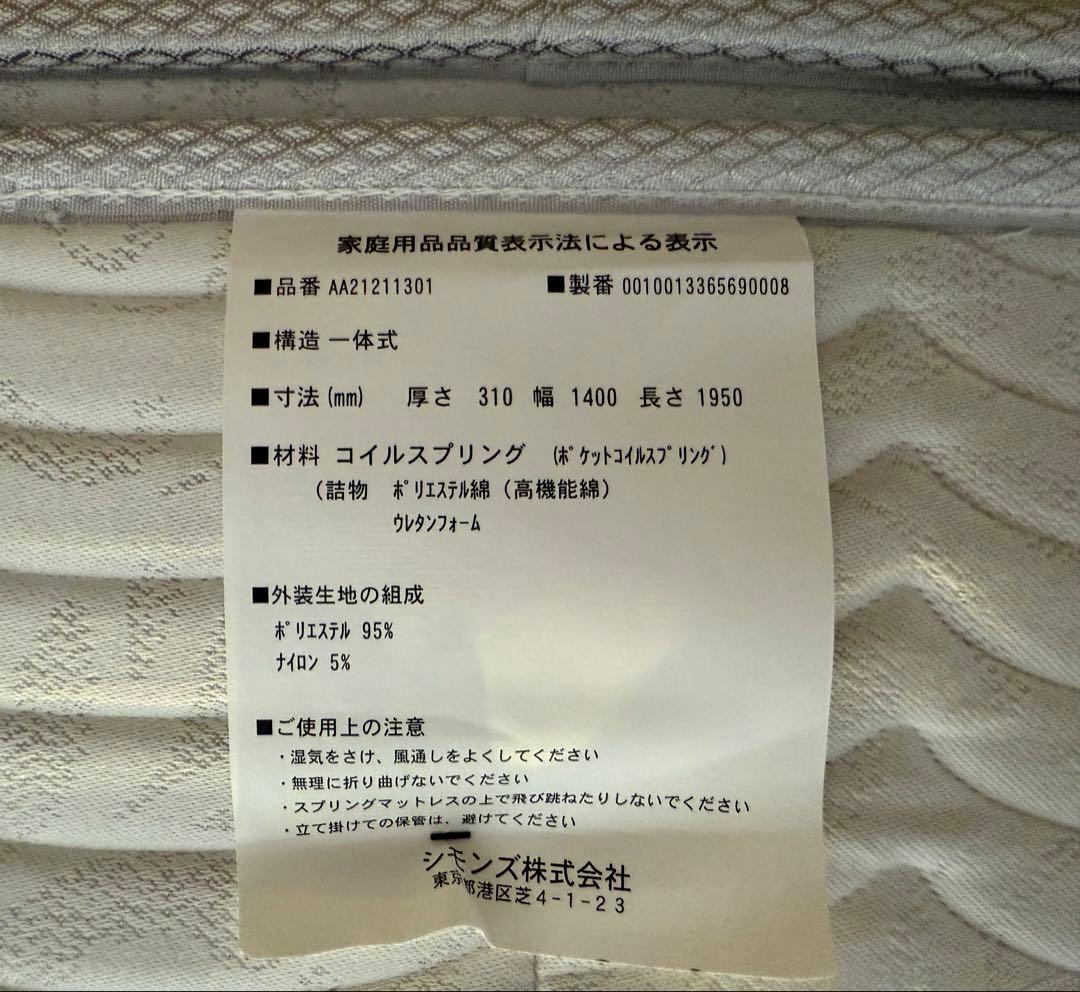 家庭用品品質表示法による表示
■品番 AA21211301 ■製番 0010013365690008
■構造 一体式
■寸法(mm) 厚さ 310 幅 1400 長さ 1950
■材料 コイルスプリング (ﾎﾟｹｯﾄｺｲﾙｽﾌﾟﾘﾝｸﾞ)
(詰物 ﾎﾟﾘｴｽﾃﾙ綿(高機能綿)
ｳﾚﾀﾝﾌｫｰﾑ
■外装生地の組成
ﾎﾟﾘｴｽﾃﾙ 95%
ﾅｲﾛﾝ 5%
■ご使用上の注意
・湿気をさけ、風通しをよくしてください
・無理に折り曲げないでください
・スプリングマットレスの上で飛び跳ねたりしないでください
・立て掛けての保管は、避けてください
シモンズ株式会社
東京都港区芝4-1-23